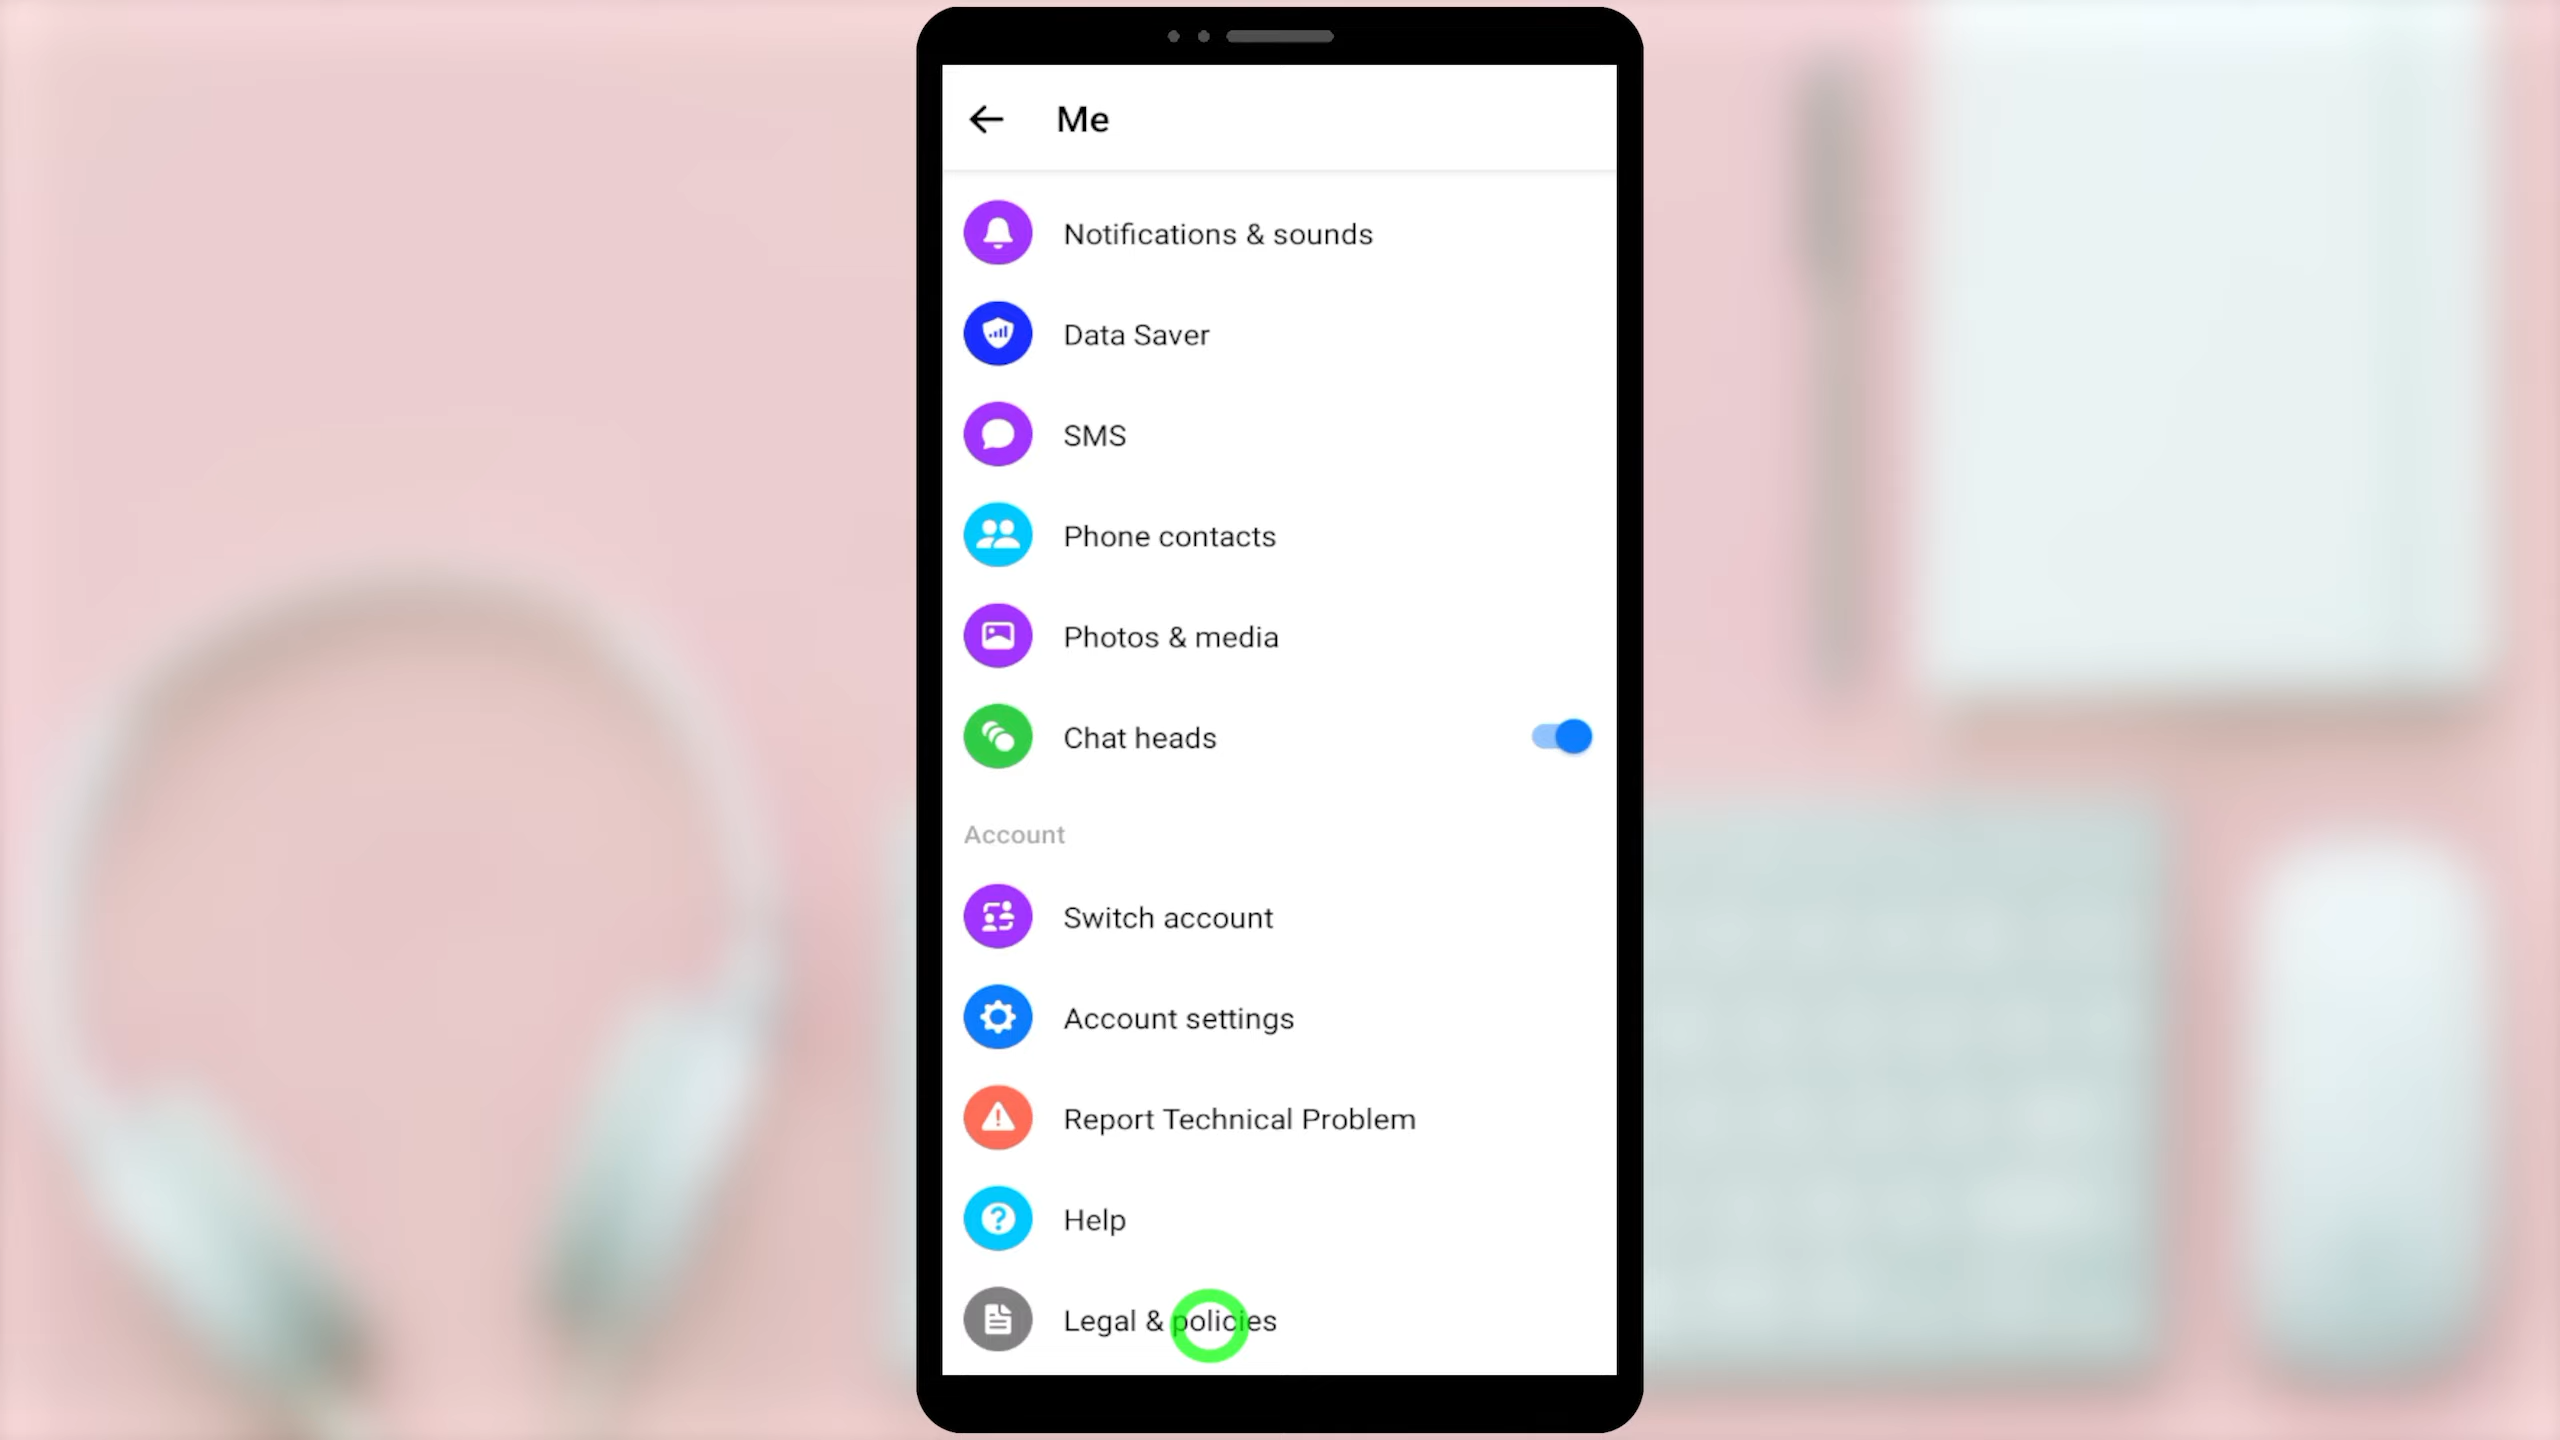 Me
Notifications & sounds
Data Saver
SMS
Phone contacts
Photos & media
Chat heads
Account
Switch account
Account settings
Report Technical Problem
Help
Legal & policies